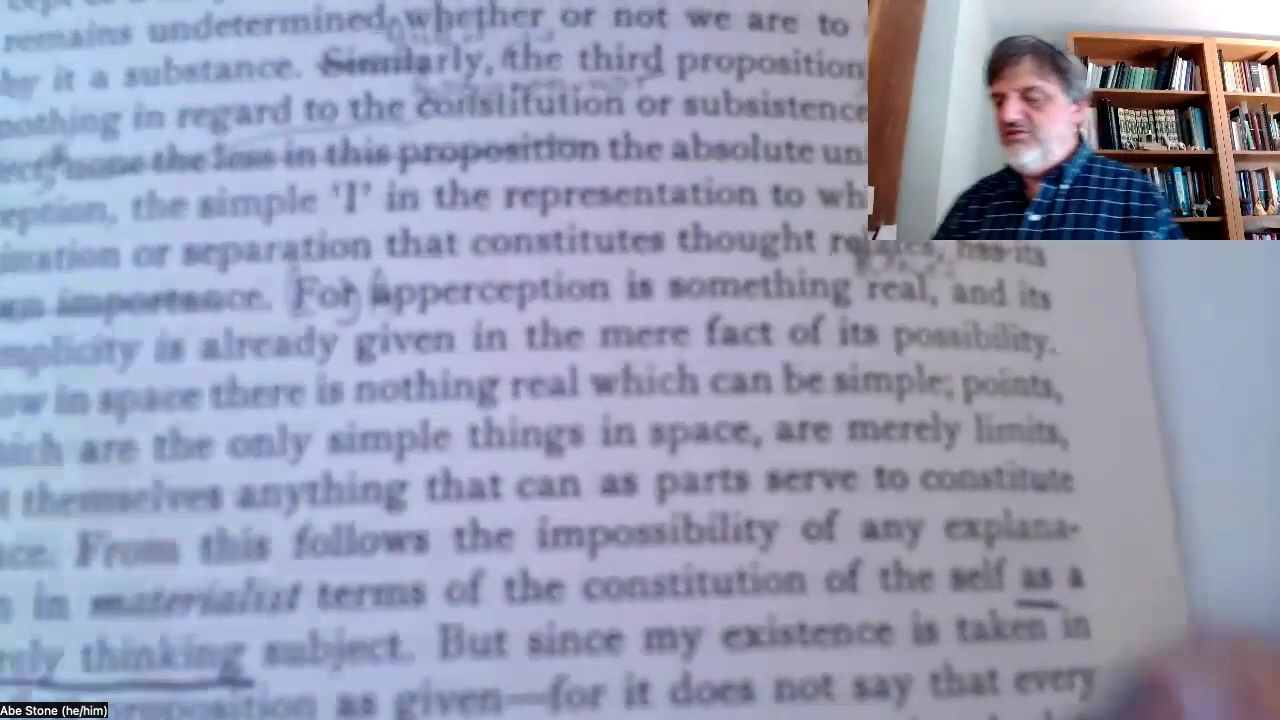 remains undetermined whether or not we are to
it a substance. Similarly, the third proposition
nothing in regard to the constitution or subsistence
in this proposition the absolute
the simple 'I' in the representation to
or separation that constitutes thought
importance. For apperception is something real, and its
simplicity is already given in the mere fact of its possibility.
in space there is nothing real which can be simple; points,
which are the only simple things in space, are merely limits,
themselves anything that can as parts serve to constitute
From this follows the impossibility of any explana-
in materialist terms of the constitution of the self as a
thinking subject. But since my existence is taken in
proposition as given—for it does not say that every
Abe Stone (he/him)